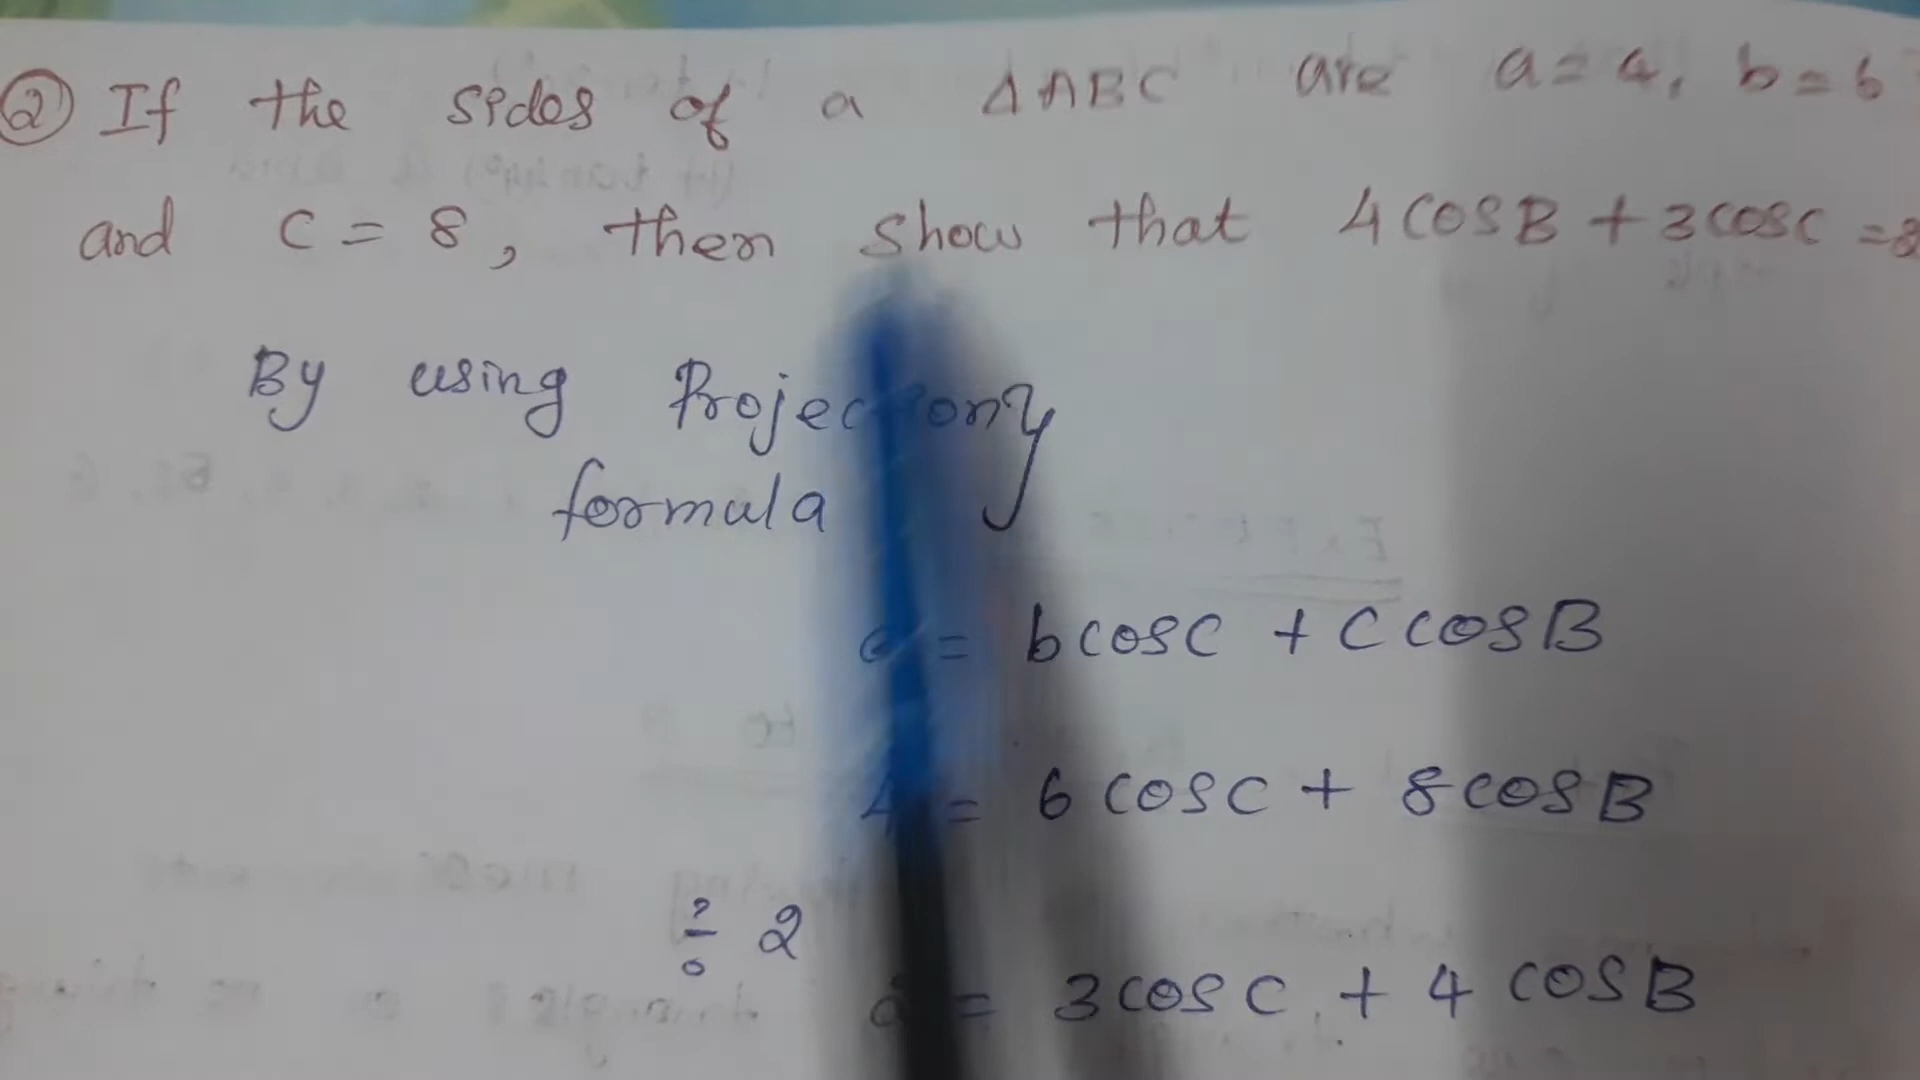 ② If the sides of a ΔABC are a=4, b=6
and C = 8, then show that 4cosB + 3cosC =
By using Projection
formula
= bcosC + CcosB
4 = 6cosC + 8cosB
÷ 2
= 3cosC + 4cosB